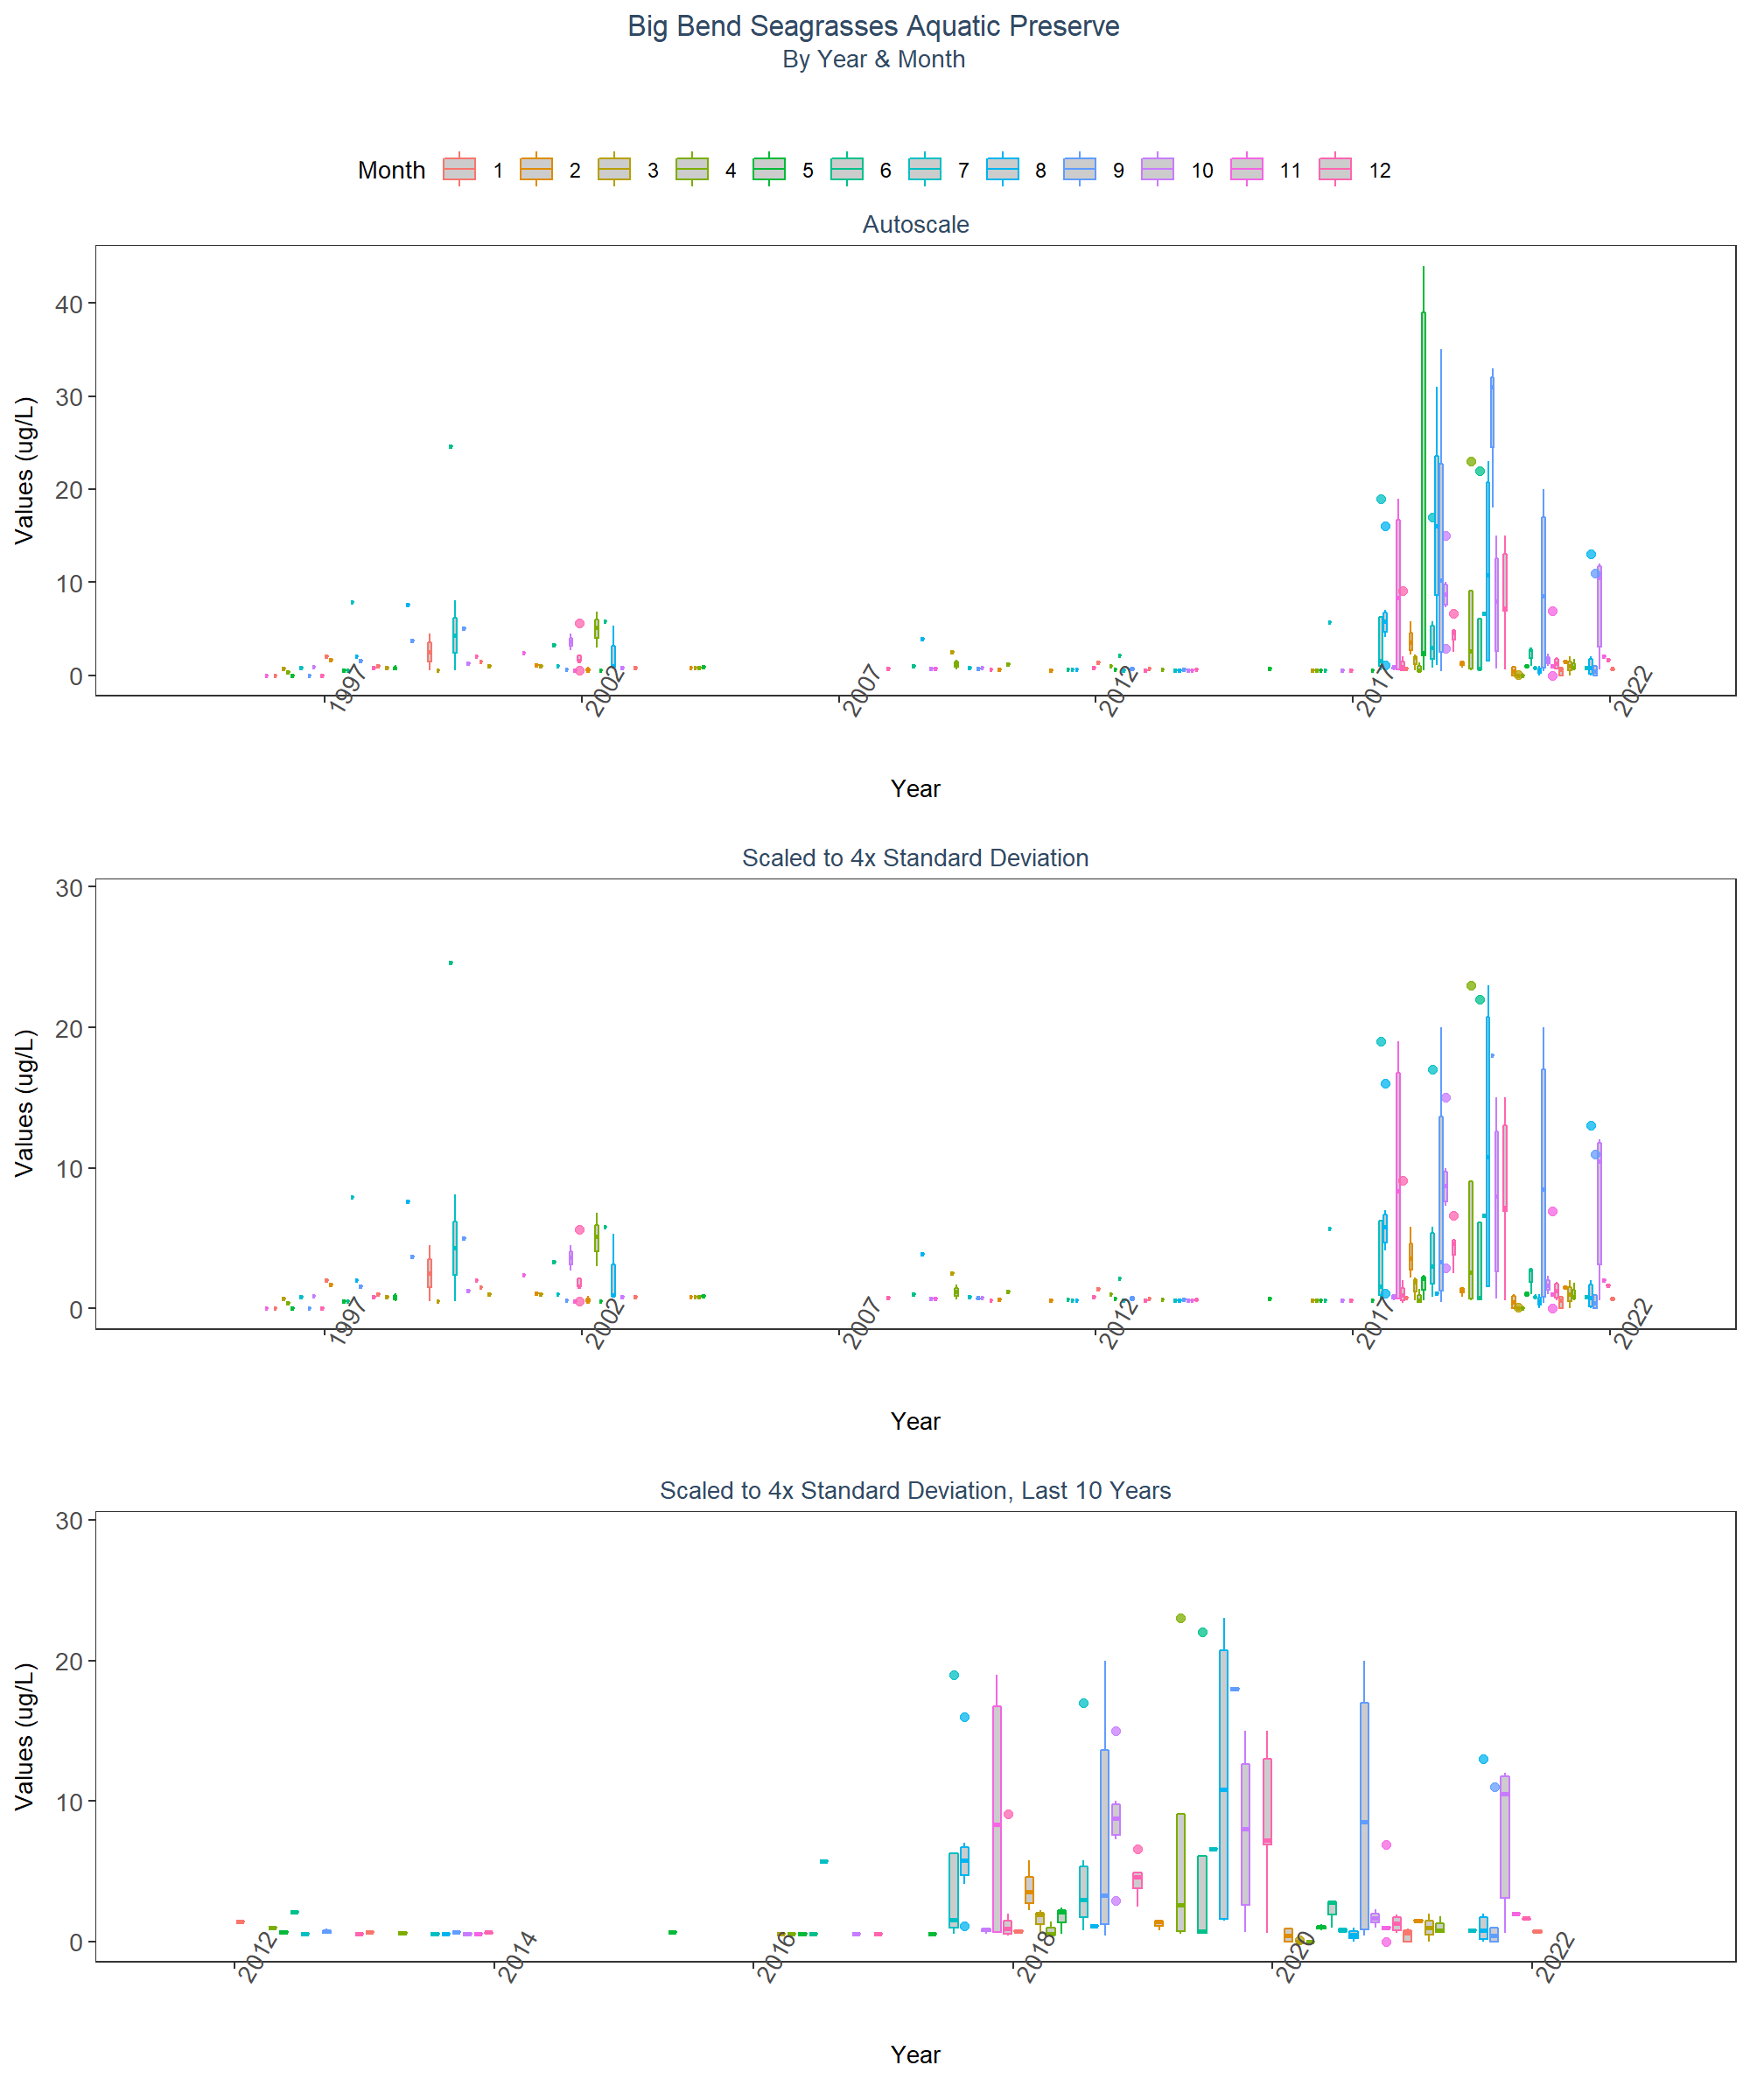 Big Bend Seagrasses Aquatic Preserve
By Year & Month
Month 1 2 3 4 5 6 7 8 9 10 11 12
Autoscale
Values (ug/L)
40
30
20
10
0
1997 2002 2007 2012 2017 2022
Year
Scaled to 4x Standard Deviation
Values (ug/L)
30
20
10
0
1997 2002 2007 2012 2017 2022
Year
Scaled to 4x Standard Deviation, Last 10 Years
Values (ug/L)
30
20
10
0
2012 2014 2016 2018 2020 2022
Year